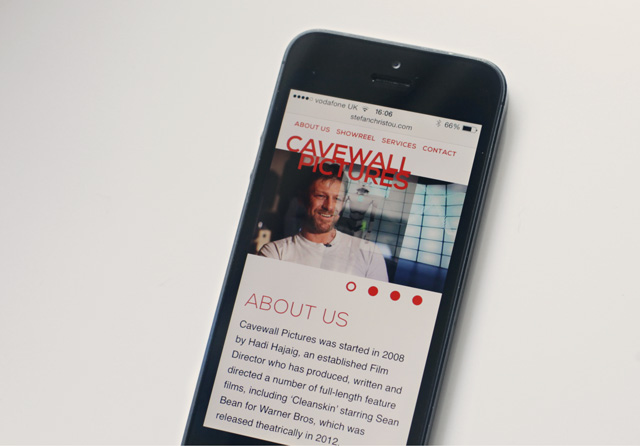 vodafone UK 16:06 66%
stefanchristou.com
ABOUT US SHOWREEL SERVICES CONTACT
CAVEWALL
PICTURES
ABOUT US
Cavewall Pictures was started in 2008
by Hadi Hajaig, an established Film
Director who has produced, written and
directed a number of full-length feature
films, including 'Cleanskin' starring Sean
Bean for Warner Bros, which was
released theatrically in 2012.